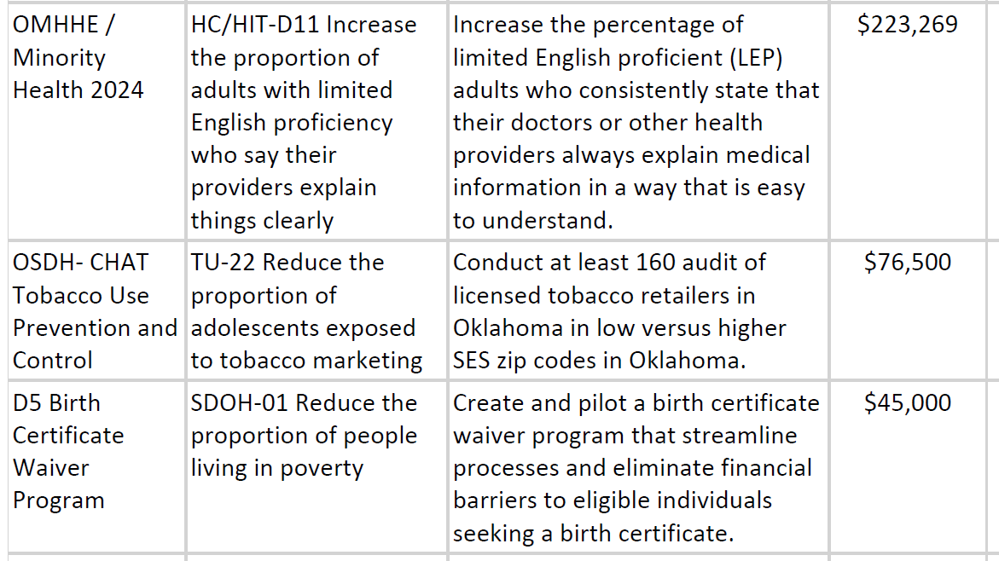 OMHHE /
Minority
Health 2024
HC/HIT-D11 Increase
the proportion of
adults with limited
English proficiency
who say their
providers explain
things clearly
Increase the percentage of
limited English proficient (LEP)
adults who consistently state that
their doctors or other health
providers always explain medical
information in a way that is easy
to understand.
$223,269
OSDH- CHAT
Tobacco Use
Prevention and
Control
TU-22 Reduce the
proportion of
adolescents exposed
to tobacco marketing
Conduct at least 160 audit of
licensed tobacco retailers in
Oklahoma in low versus higher
SES zip codes in Oklahoma.
$76,500
D5 Birth
Certificate
Waiver
Program
SDOH-01 Reduce the
proportion of people
living in poverty
Create and pilot a birth certificate
waiver program that streamline
processes and eliminate financial
barriers to eligible individuals
seeking a birth certificate.
$45,000